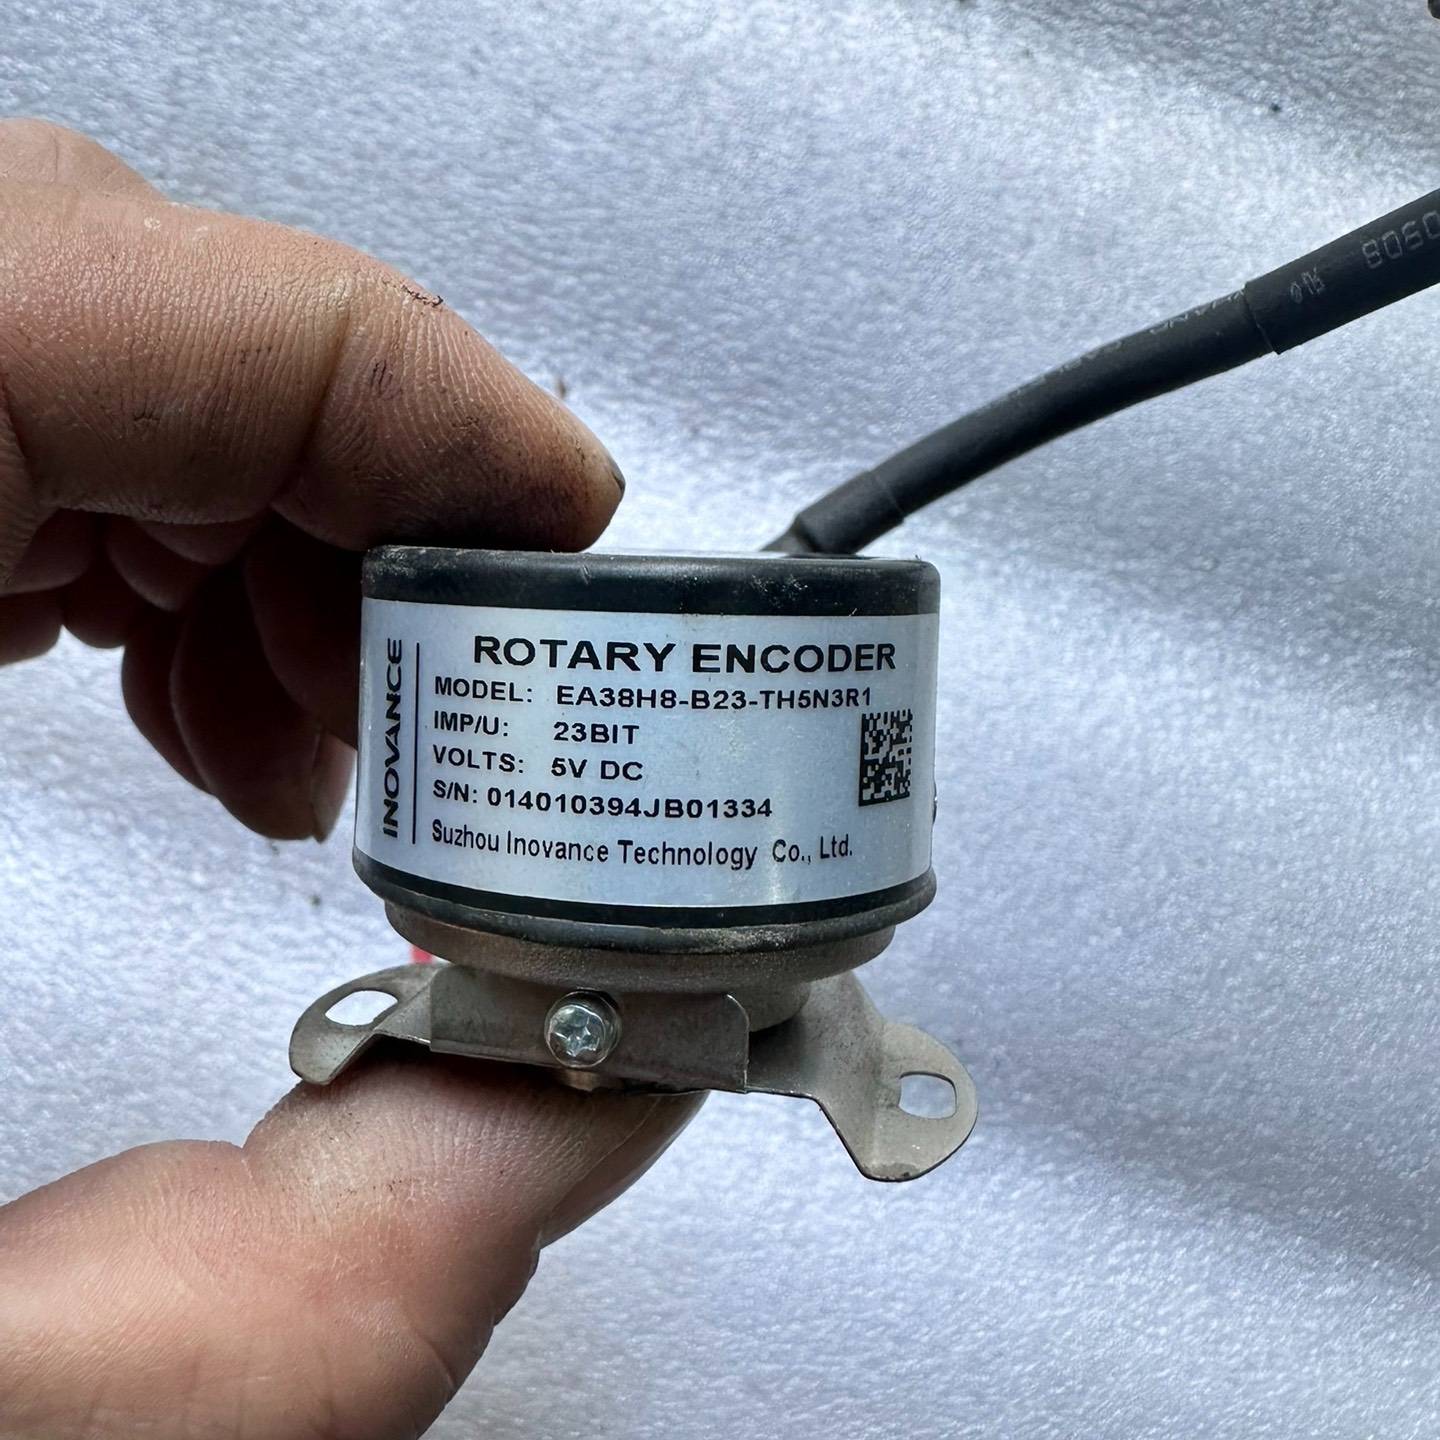 INOVANCE
ROTARY ENCODER
MODEL: EA38H8-B23-TH5N3R1
IMP/U: 23BIT
VOLTS: 5V DC
S/N: 014010394JB01334
Suzhou Inovance Technology Co., Ltd.